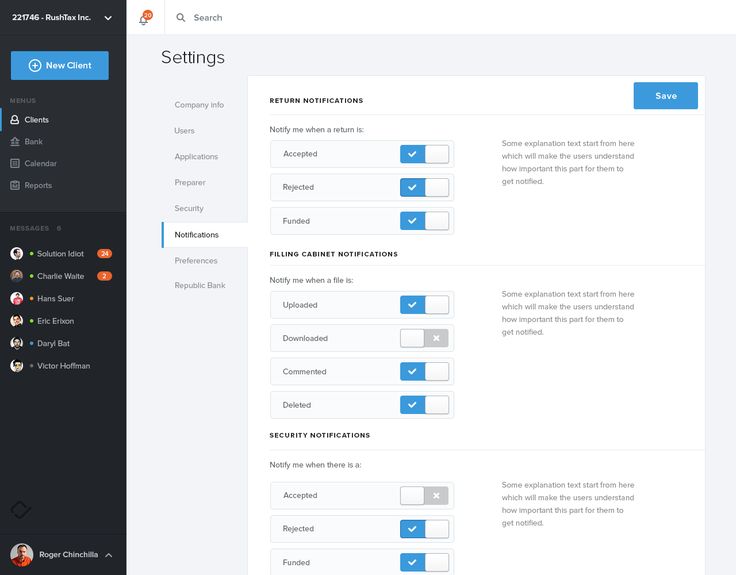 221746 - RushTax Inc.
20
Search
New Client
MENUS
Clients
Bank
Calendar
Reports
MESSAGES 6
Solution Idiot 24
Charlie Waite 2
Hans Suer
Eric Erixon
Daryl Bat
Victor Hoffman
Roger Chinchilla
Settings
Company info
Users
Applications
Preparer
Security
Notifications
Preferences
Republic Bank
RETURN NOTIFICATIONS
Save
Notify me when a return is:
Accepted
Rejected
Funded
Some explanation text start from here
which will make the users understand
how important this part for them to
get notified.
FILLING CABINET NOTIFICATIONS
Notify me when a file is:
Uploaded
Downloaded
Commented
Deleted
Some explanation text start from here
which will make the users understand
how important this part for them to
get notified.
SECURITY NOTIFICATIONS
Notify me when there is a:
Accepted
Rejected
Funded
Some explanation text start from here
which will make the users understand
how important this part for them to
get notified.